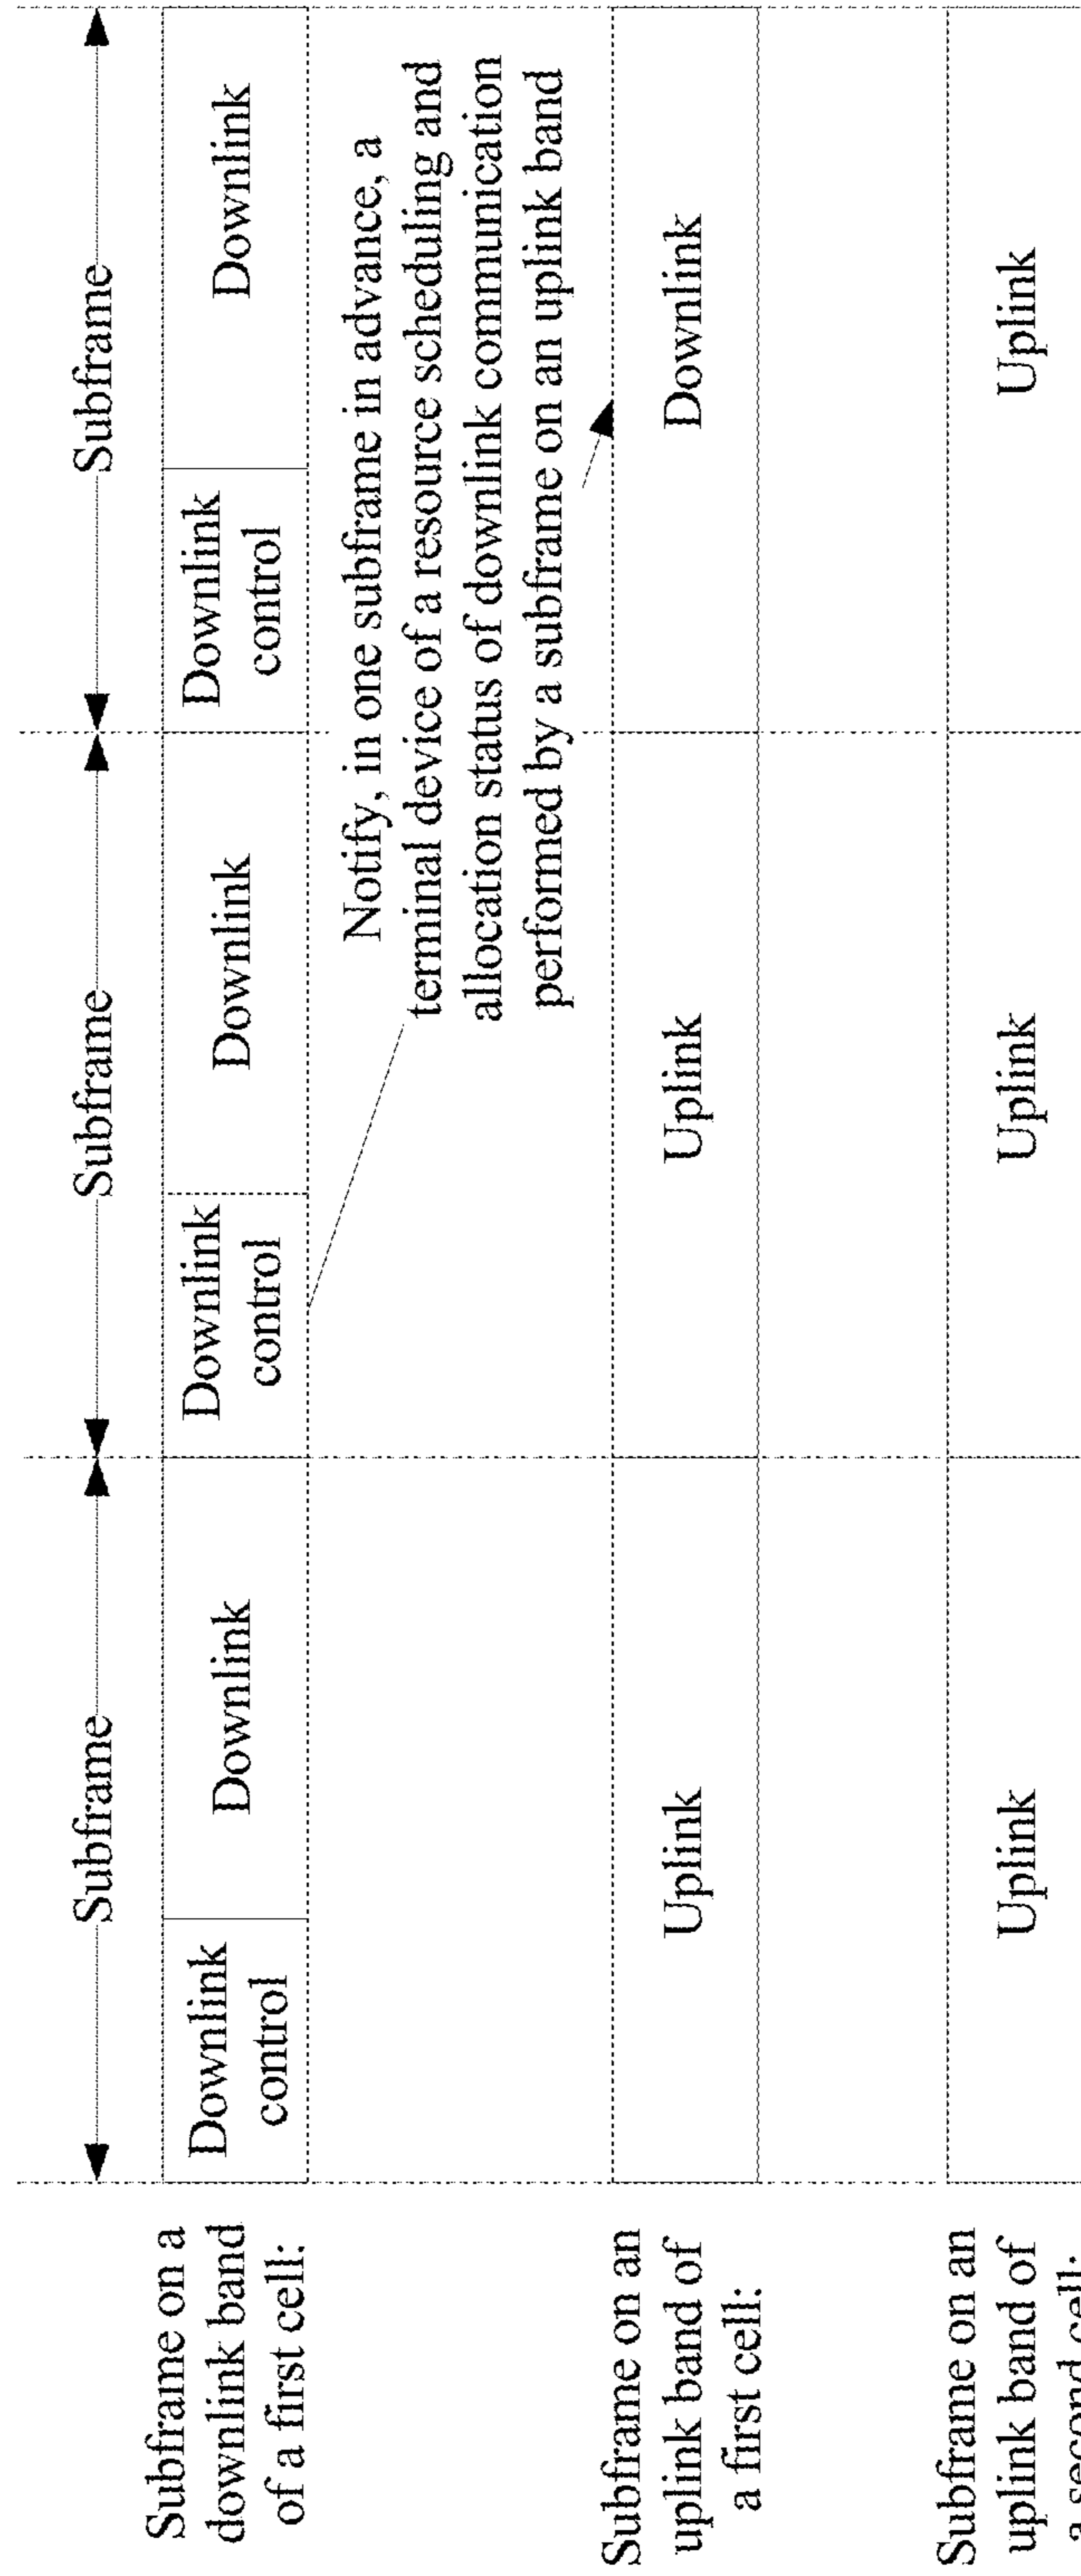 Subframe
Subframe
Subframe
Subframe on a
downlink band
of a first cell:
Downlink
control
Downlink
Downlink
control
Downlink
Downlink
control
Downlink
Notify, in one subframe in advance, a
terminal device of a resource scheduling and
allocation status of downlink communication
performed by a subframe on an uplink band
Subframe on an
uplink band of
a first cell:
Uplink
Uplink
Downlink
Subframe on an
uplink band of
a second cell:
Uplink
Uplink
Uplink